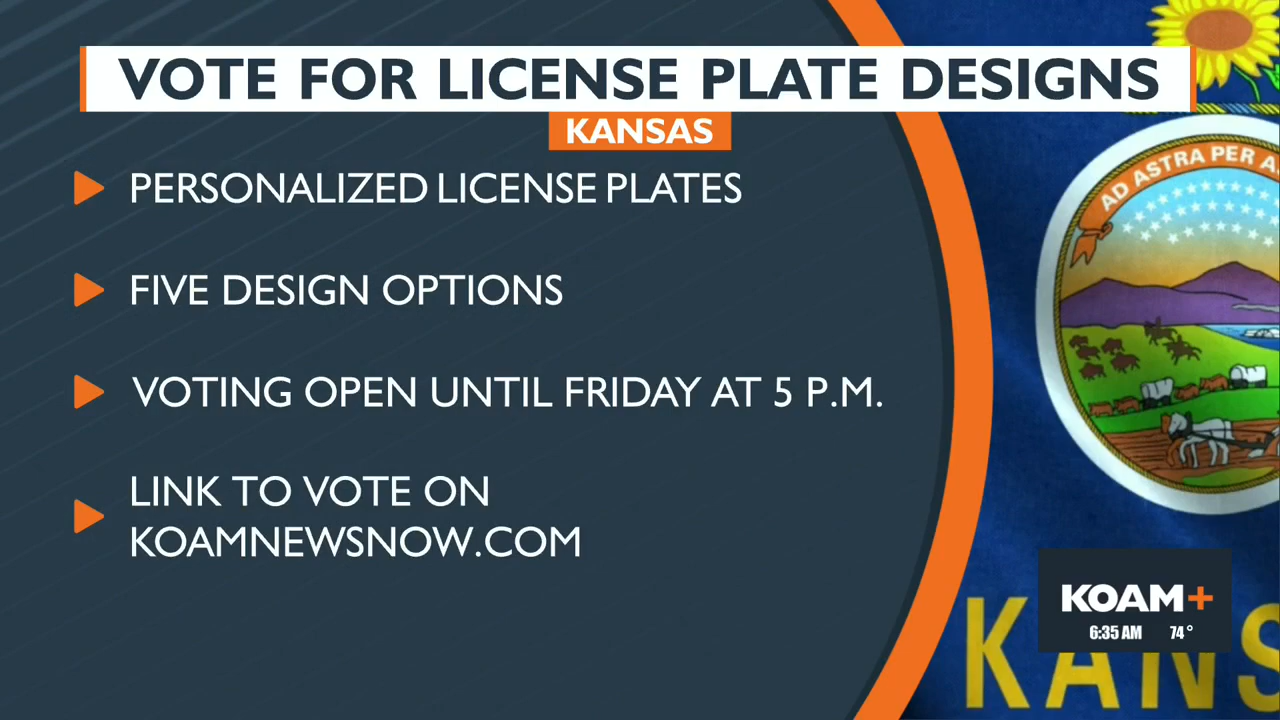 VOTE FOR LICENSE PLATE DESIGNS
KANSAS
PERSONALIZED LICENSE PLATES
FIVE DESIGN OPTIONS
VOTING OPEN UNTIL FRIDAY AT 5 P.M.
LINK TO VOTE ON
KOAMNEWSNOW.COM
AD ASTRA PER A
KOAM+
6:35 AM 74°
KANS